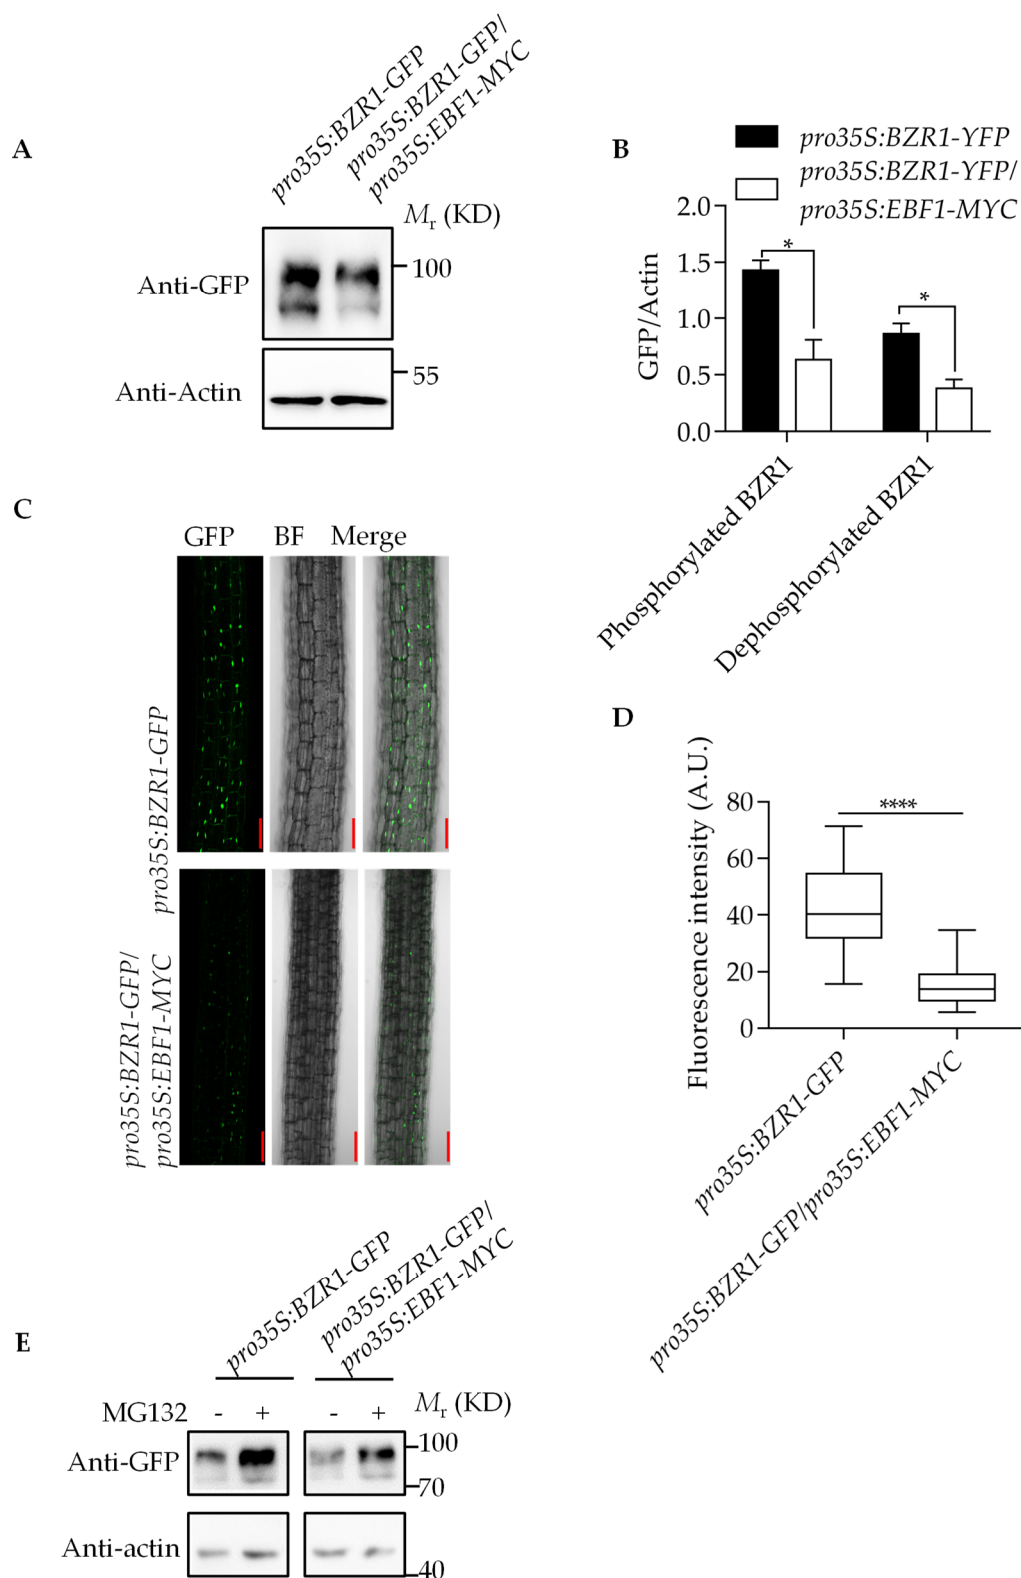 A
pro35S:BZR1-GFP
pro35S:BZR1-GFP/
pro35S:EBF1-MYC
Mr (KD)
Anti-GFP
100
55
Anti-Actin
B
pro35S:BZR1-YFP
pro35S:BZR1-YFP/
pro35S:EBF1-MYC
GFP/Actin
2.0
1.5
1.0
0.5
0.0
*
*
Phosphorylated BZR1
Dephosphorylated BZR1
C
GFP BF Merge
pro35S:BZR1-GFP
pro35S:BZR1-GFP/
pro35S:EBF1-MYC
D
Fluorescence intensity (A.U.)
80
60
40
20
0
****
pro35S:BZR1-GFP
pro35S:BZR1-GFP/pro35S:EBF1-MYC
E
pro35S:BZR1-GFP
pro35S:BZR1-GFP/
pro35S:EBF1-MYC
MG132 - + - + Mr (KD)
Anti-GFP
100
70
Anti-actin
40